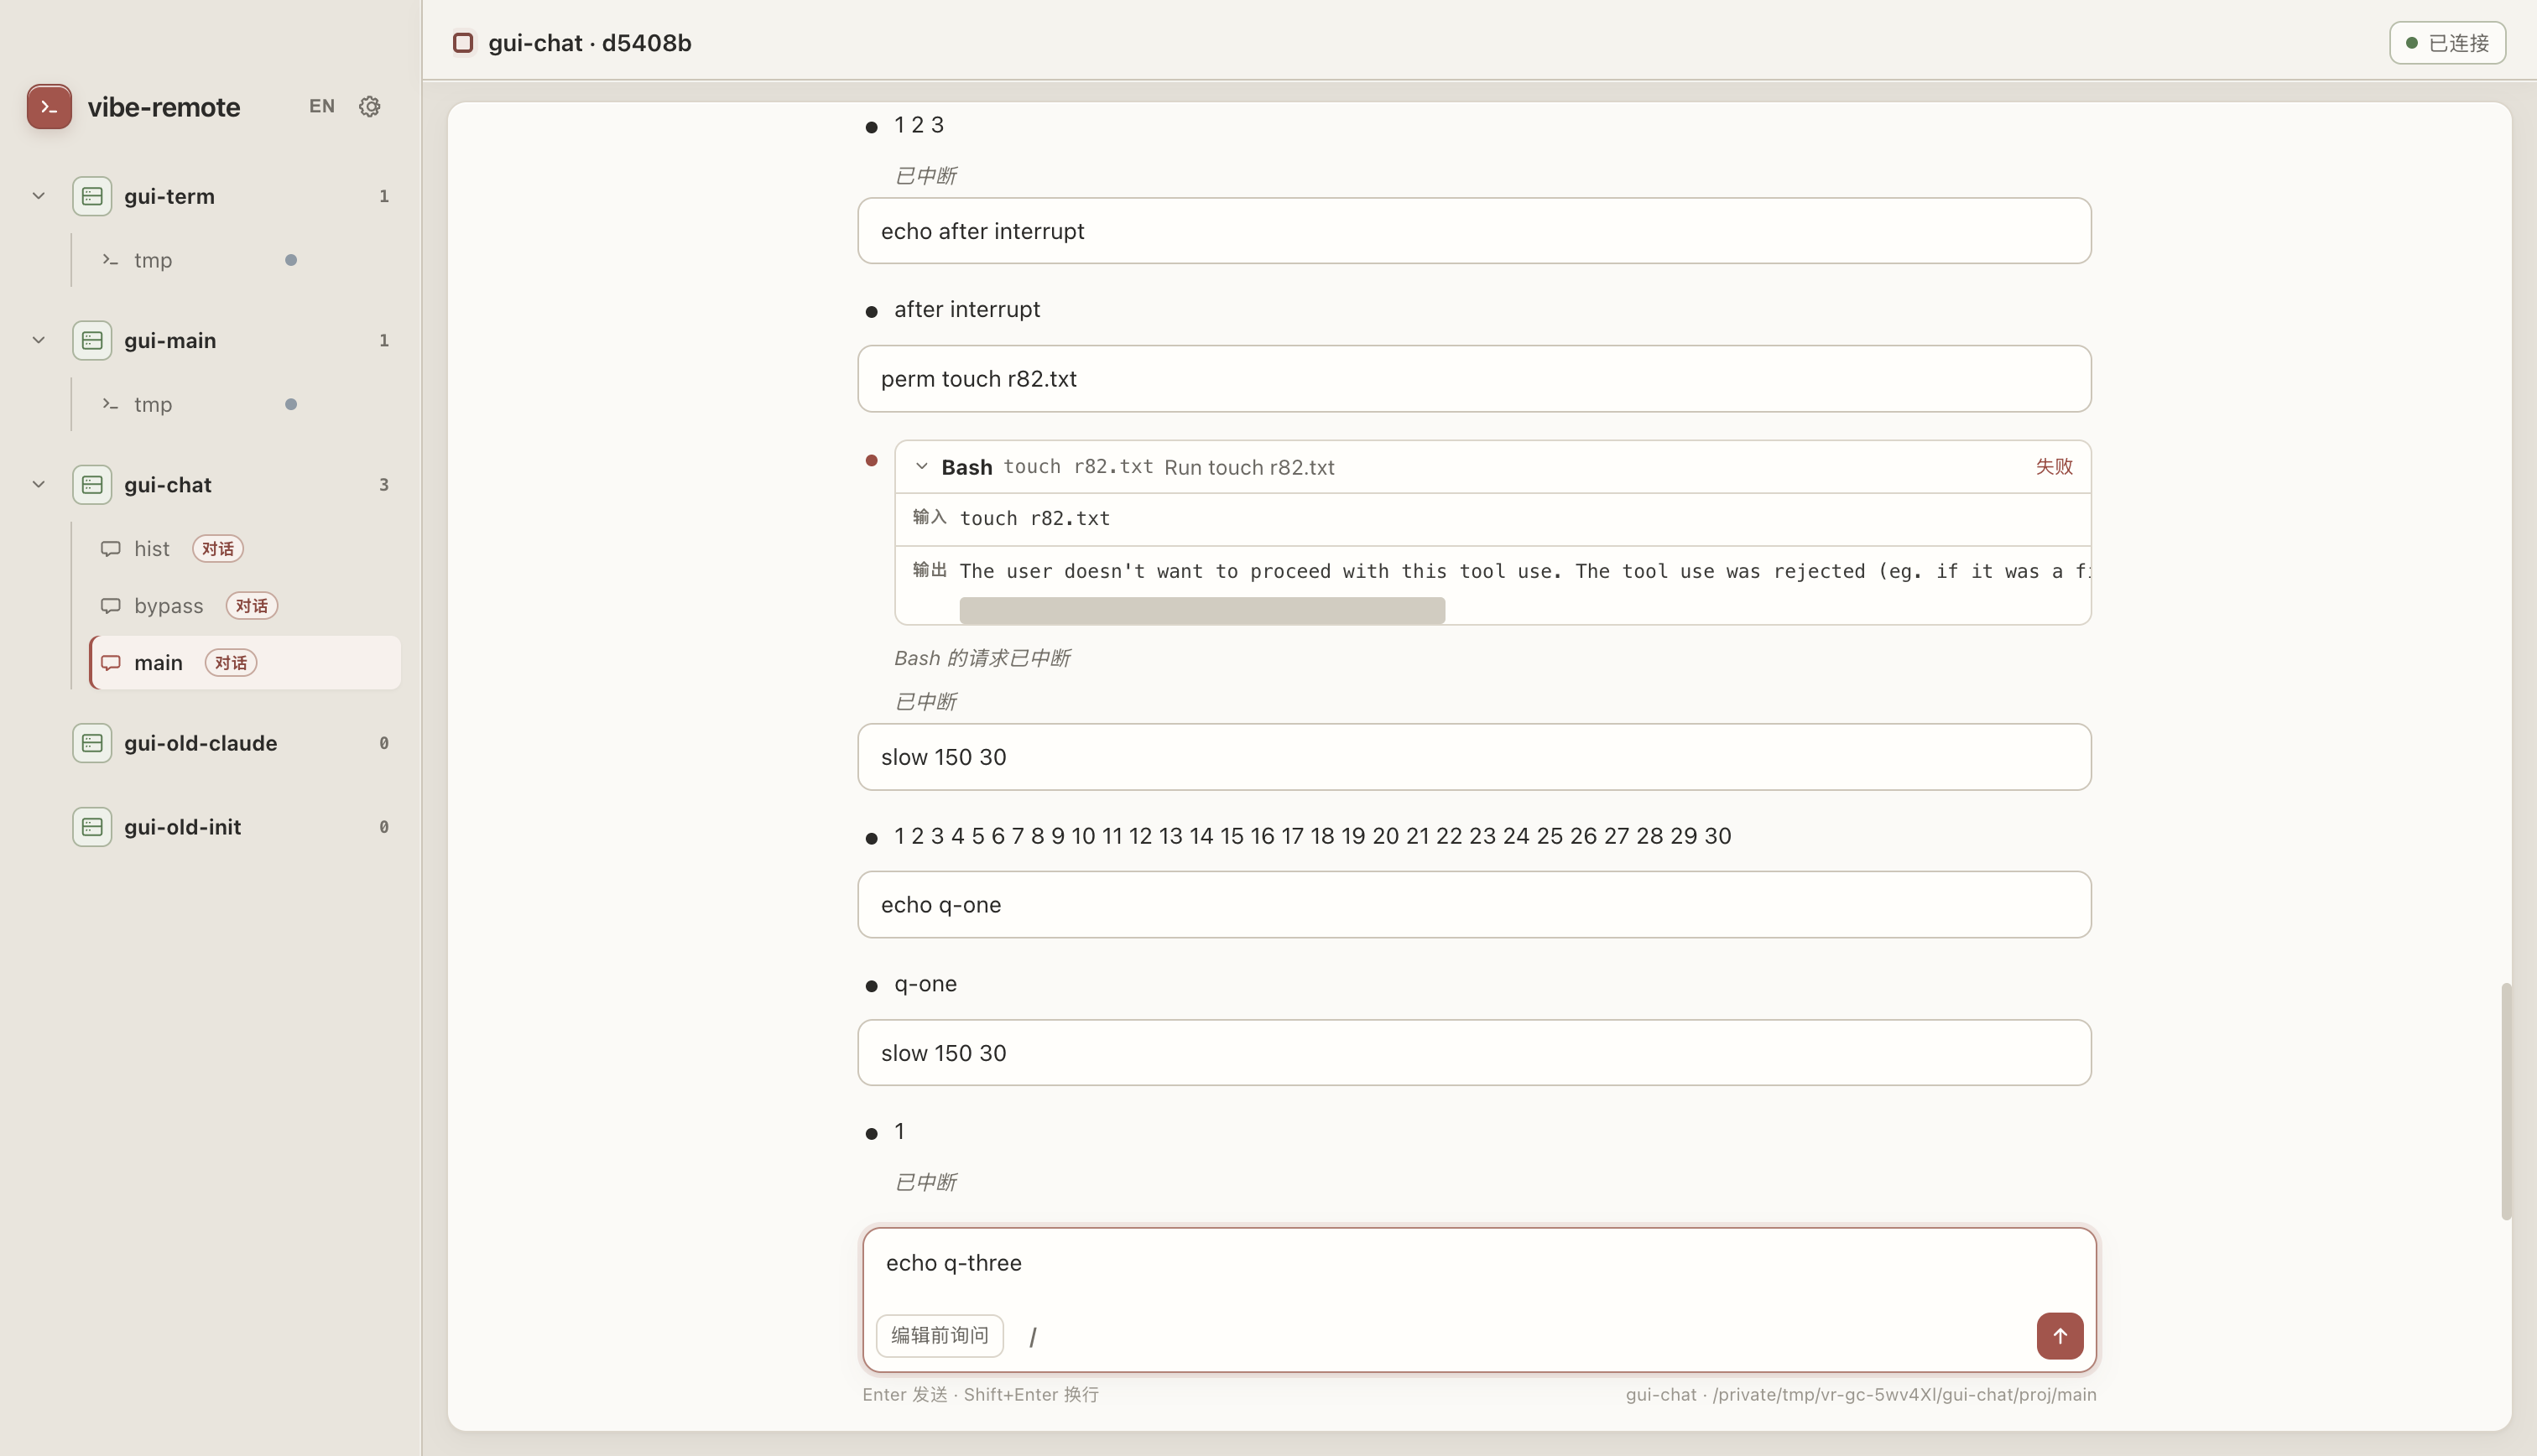 vibe-remote
EN
gui-term
1
tmp
gui-main
1
tmp
gui-chat
3
hist
对话
bypass
对话
main
对话
gui-old-claude
0
gui-old-init
0
gui-chat · d5408b
已连接
1 2 3
已中断
echo after interrupt
after interrupt
perm touch r82.txt
Bash touch r82.txt Run touch r82.txt
失败
输入 touch r82.txt
输出 The user doesn't want to proceed with this tool use. The tool use was rejected (eg. if it was a
Bash 的请求已中断
已中断
slow 150 30
1 2 3 4 5 6 7 8 9 10 11 12 13 14 15 16 17 18 19 20 21 22 23 24 25 26 27 28 29 30
echo q-one
q-one
slow 150 30
1
已中断
echo q-three
编辑前询问 /
Enter 发送 · Shift+Enter 换行
gui-chat · /private/tmp/vr-gc-5wv4Xl/gui-chat/proj/main